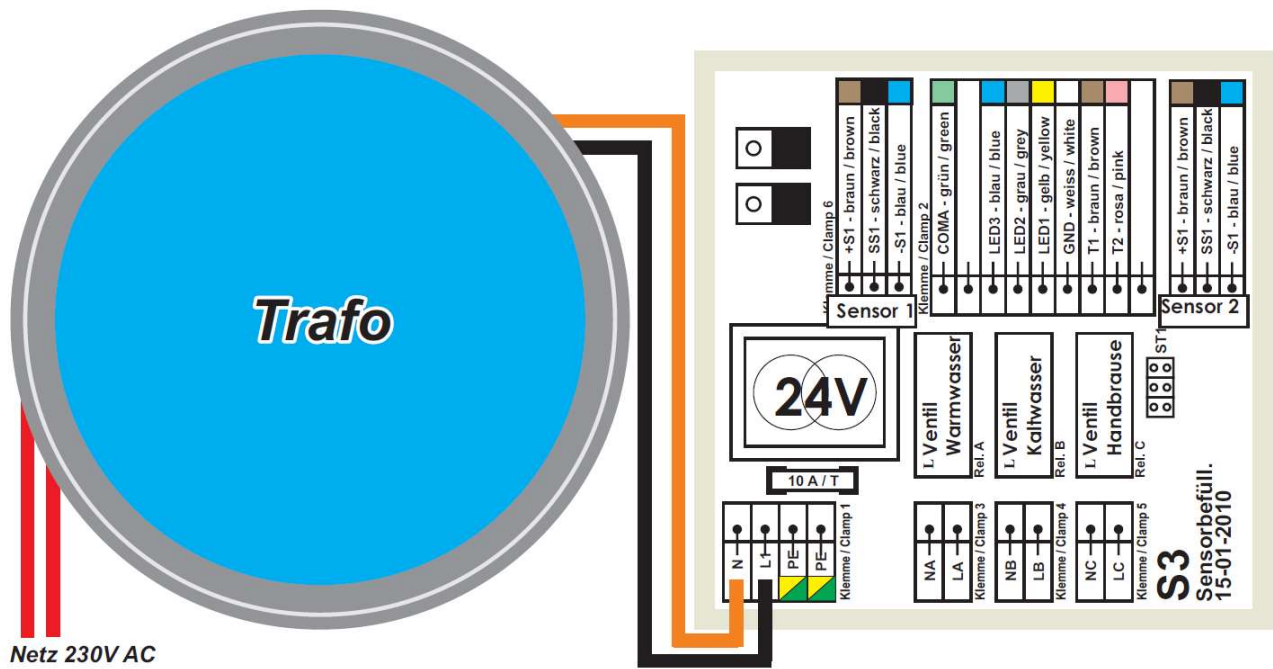 Trafo
Netz 230V AC
Klemme / Clamp 6
+S1 - braun / brown
SS1 - schwarz / black
-S1 - blau / blue
Sensor 1
Klemme / Clamp 2
COMA - grün / green
LED3 - blau / blue
LED2 - grau / grey
LED1 - gelb / yellow
GND - weiss / white
T1 - braun / brown
T2 - rosa / pink
+S1 - braun / brown
SS1 - schwarz / black
-S1 - blau / blue
Sensor 2
24V
10 A / T
L Ventil
Warmwasser
Rel. A
L Ventil
Kaltwasser
Rel. B
L Ventil
Handbrause
Rel. C
ST1
N
L1
PE
PE
Klemme / Clamp 1
NA
LA
Klemme / Clamp 3
NB
LB
Klemme / Clamp 4
NC
LC
Klemme / Clamp 5
S3
Sensorbefüll.
15-01-2010